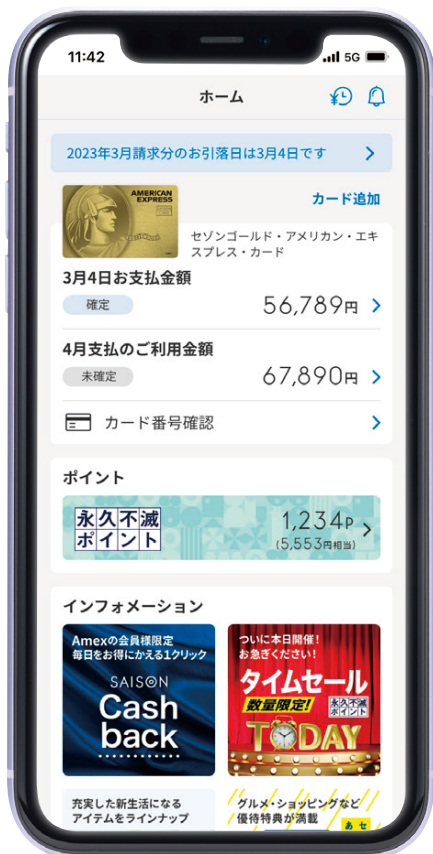 11:42
5G
ホーム
2023年3月請求分のお引落日は3月4日です
AMERICAN
EXPRESS
カード追加
セゾンゴールド・アメリカン・エキ
スプレス・カード
3月4日お支払金額
確定
56,789円
4月支払のご利用金額
未確定
67,890円
カード番号確認
ポイント
永久不滅
ポイント
1,234P
(5,553円相当)
インフォメーション
Amexの会員様限定
毎日をお得にかえる1クリック
SAISON
Cash
back
ついに本日開催!
お急ぎください!
タイムセール
数量限定!
永久不滅
ポイント
TODAY
充実した新生活になる
アイテムをラインナップ
グルメ・ショッピングなど
優待特典が満載